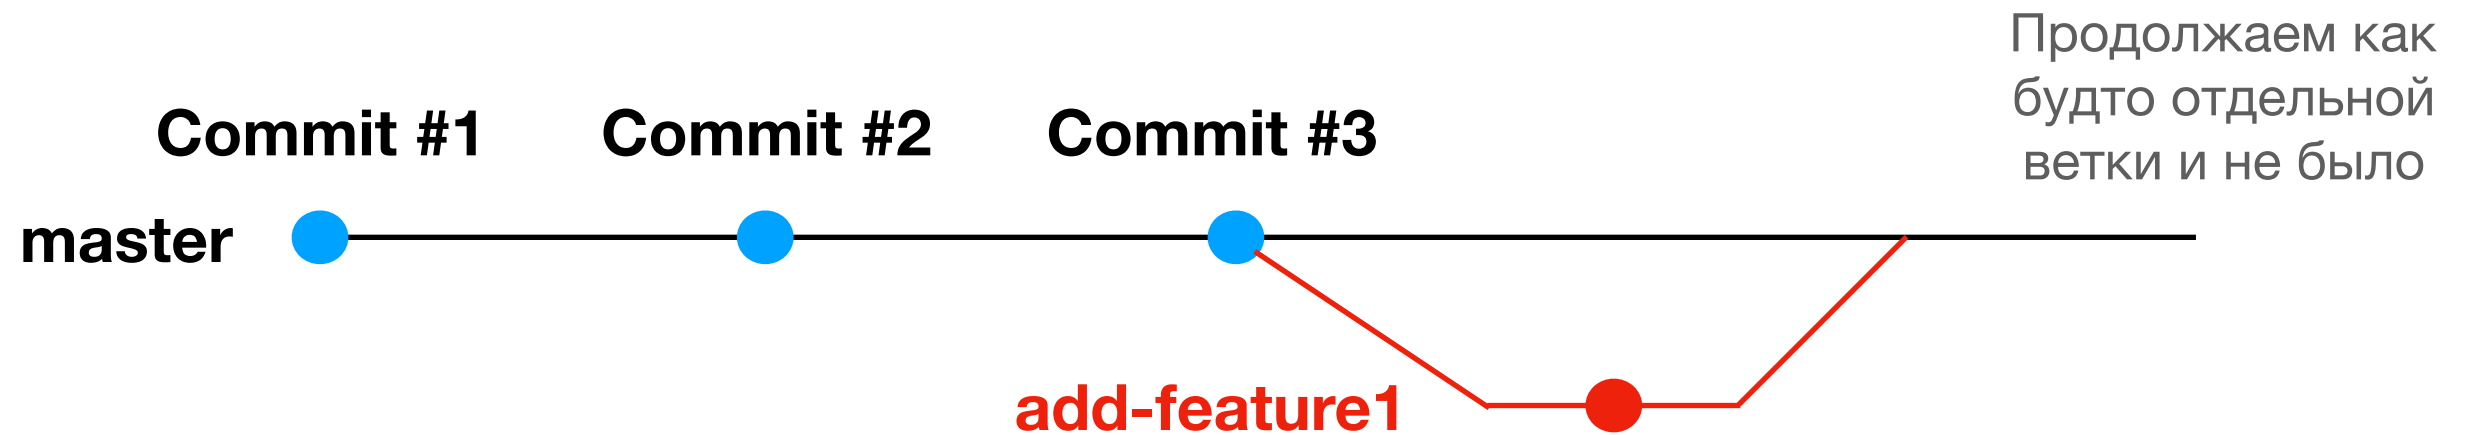 Продолжаем как
будто отдельной
ветки и не было
Commit #1 Commit #2 Commit #3
master
add-feature1